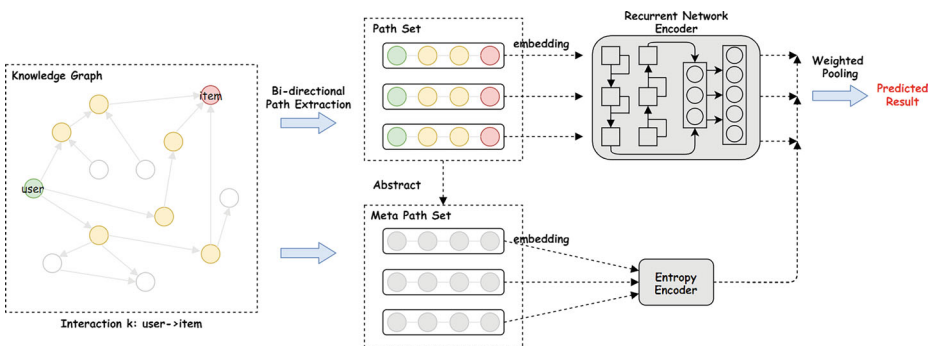 Knowledge Graph
item
user
Interaction k: user->item
Bi-directional
Path Extraction
Path Set
embedding
Abstract
Meta Path Set
embedding
Recurrent Network
Encoder
Entropy
Encoder
Weighted
Pooling
Predicted
Result